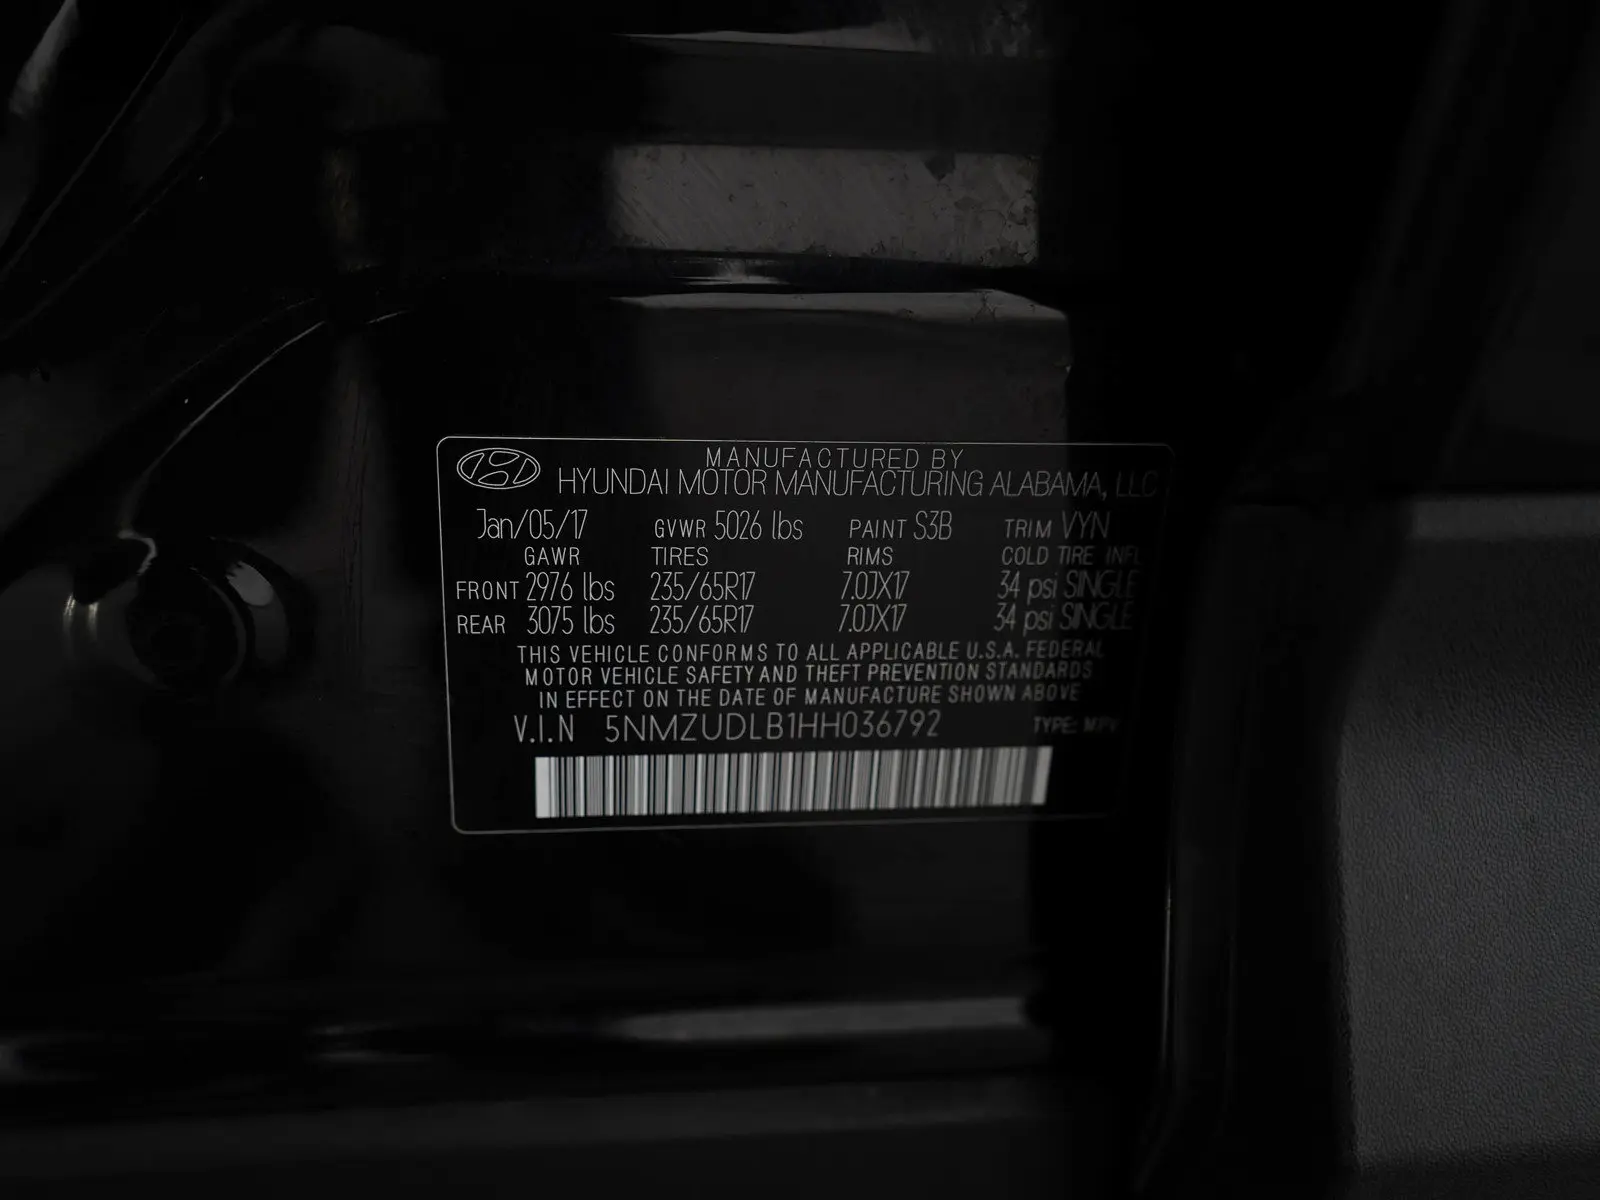 MANUFACTURED BY
HYUNDAI MOTOR MANUFACTURING ALABAMA, LLC
Jan/05/17 GVWR 5026 lbs PAINT S3B TRIM VYN
GAWR TIRES RIMS COLD TIRE INFL
FRONT 2976 lbs 235/65R17 7.0JX17 34 psi SINGLE
REAR 3075 lbs 235/65R17 7.0JX17 34 psi SINGLE
THIS VEHICLE CONFORMS TO ALL APPLICABLE U.S.A. FEDERAL
MOTOR VEHICLE SAFETY AND THEFT PREVENTION STANDARDS
IN EFFECT ON THE DATE OF MANUFACTURE SHOWN ABOVE
V.I.N 5NMZUDLB1HH036792 TYPE: MPV